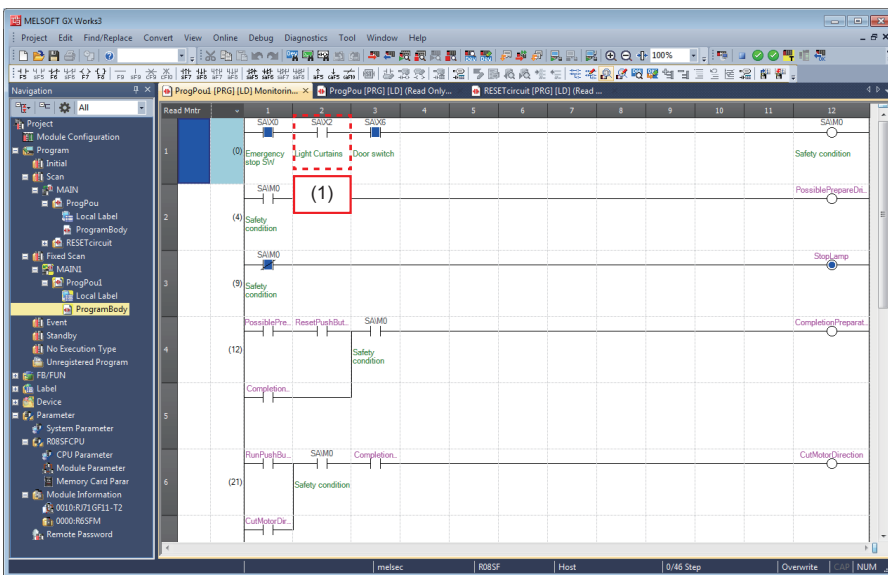 MELSOFT GX Works3
Project Edit Find/Replace Convert View Online Debug Diagnostics Tool Window Help
100%
Navigation
All
ProgPou1 [PRG] [LD] Monitorin...
ProgPou [PRG] [LD] (Read Only...
RESETcircuit [PRG] [LD] (Read ...
Project
Module Configuration
Program
Initial
Scan
MAIN
ProgPou
Local Label
ProgramBody
RESETcircuit
Fixed Scan
MAIN1
ProgPou1
Local Label
ProgramBody
Event
Standby
No Execution Type
Unregistered Program
FB/FUN
Label
Device
Parameter
System Parameter
R08SFCPU
CPU Parameter
Module Parameter
Memory Card Parar
Module Information
0010:RJ71GF11-T2
0000:R6SFM
Remote Password
Read Mntr 1 2 3 4 5 6 7 8 9 10 11 12
SA\X0 SA\X2 SA\X6 SA\M0
1 (0) Emergency stop SW Light Curtains Door switch Safety condition
(1)
SA\M0 PossiblePrepareDe..
2 (4) Safety condition
SA\M0 StopLamp
3 (9) Safety condition
PossiblePre.. ResetPushBut.. SA\M0 CompletionPreparat..
4 (12) Safety condition
Completion..
5
RunPushBu.. SA\M0 Completion.. CutMotorDirection
6 (21) Safety condition
CutMotorDir..
melsec R08SF Host 0/46 Step Overwrite CAP NUM